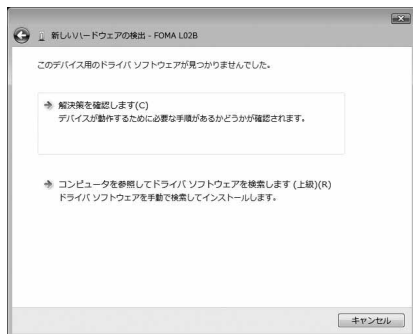 新しいハードウェアの検出 - FOMA L02B
このデバイス用のドライバ ソフトウェアが見つかりませんでした。
解決策を確認します(C)
デバイスが動作するために必要な手順があるかどうかが確認されます。
コンピュータを参照してドライバ ソフトウェアを検索します (上級)(R)
ドライバ ソフトウェアを手動で検索してインストールします。
キャンセル